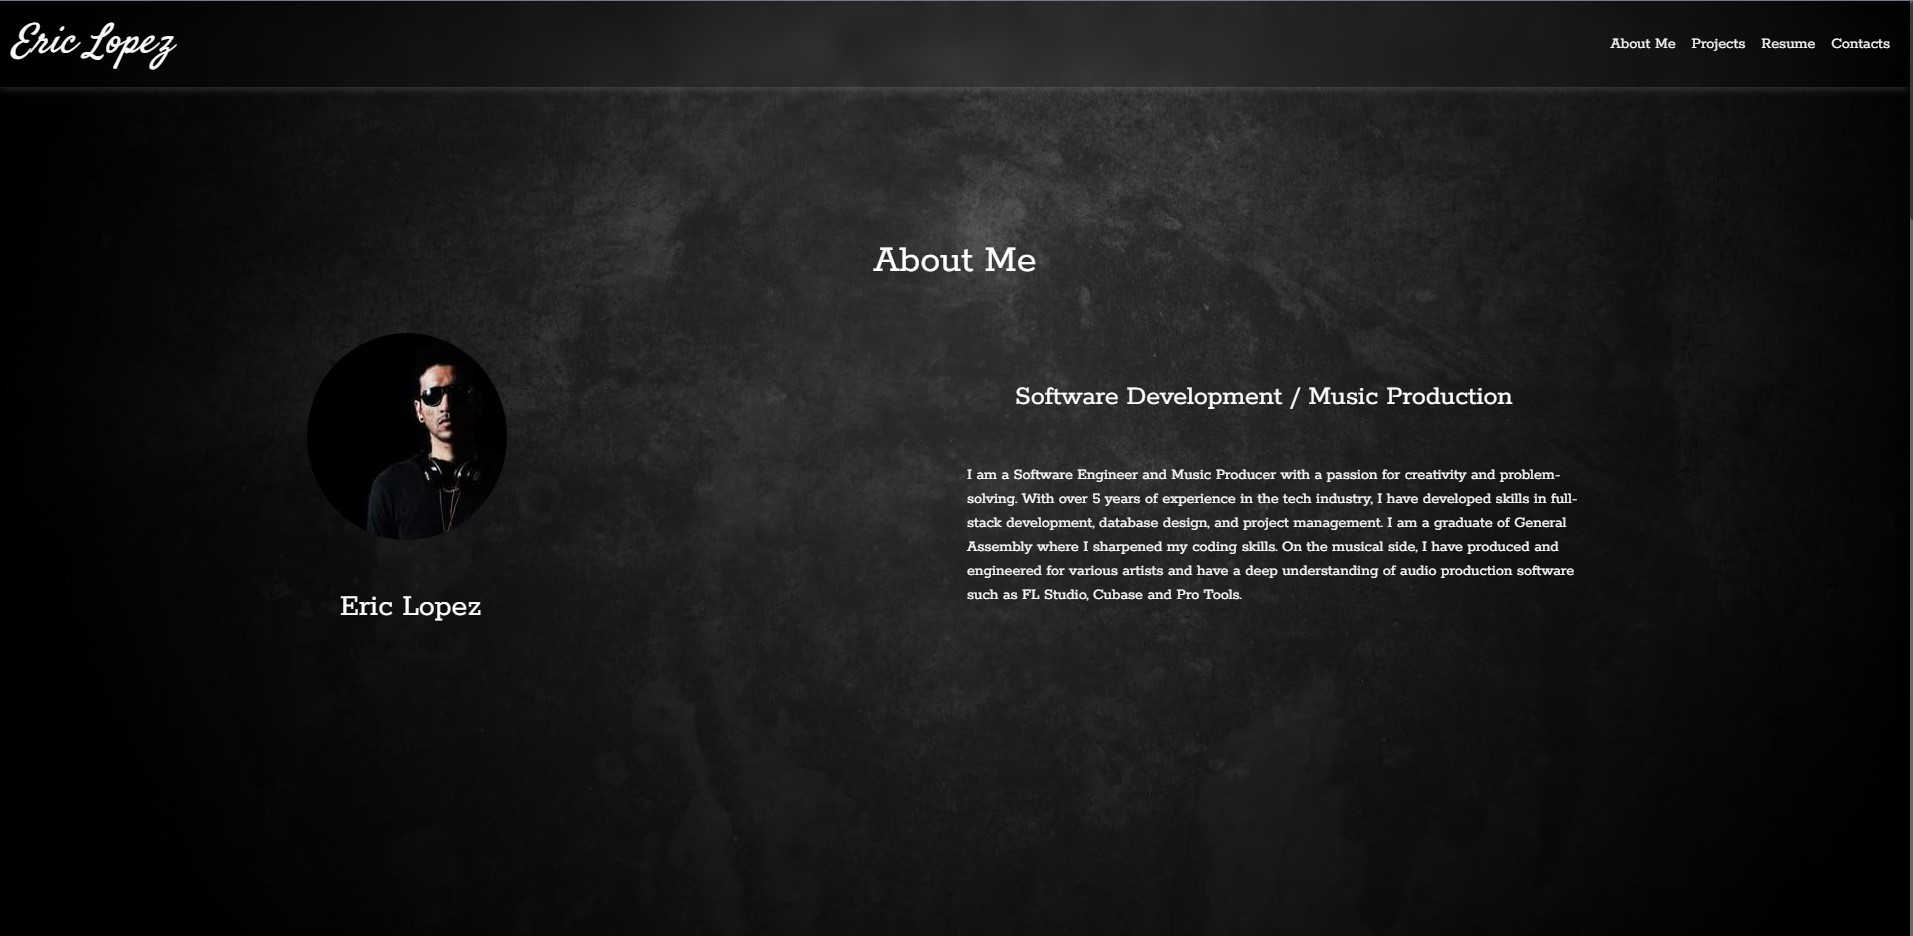 Eric Lopez
About Me Projects Resume Contacts
About Me
Software Development / Music Production
I am a Software Engineer and Music Producer with a passion for creativity and problem-
solving. With over 5 years of experience in the tech industry, I have developed skills in full-
stack development, database design, and project management. I am a graduate of General
Assembly where I sharpened my coding skills. On the musical side, I have produced and
engineered for various artists and have a deep understanding of audio production software
such as FL Studio, Cubase and Pro Tools.
Eric Lopez